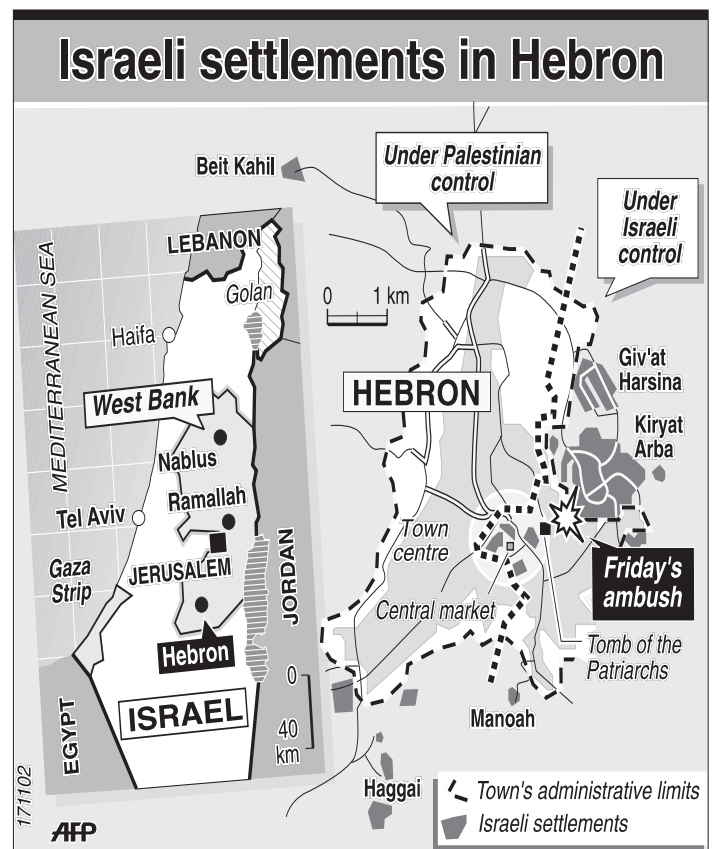 Israeli settlements in Hebron
Beit Kahil
Under Palestinian
control
Under
Israeli
control
MEDITERRANEAN SEA
LEBANON
Golan
Haifa
0 1 km
West Bank
HEBRON
Giv'at
Harsina
Kiryat
Arba
Nablus
Ramallah
Tel Aviv
Town
centre
Gaza
Strip
JERUSALEM
JORDAN
Friday's
ambush
Central market
Hebron
Tomb of the
Patriarchs
0
ISRAEL
EGYPT
40
km
Manoah
Haggai
Town's administrative limits
Israeli settlements
171102
AFP